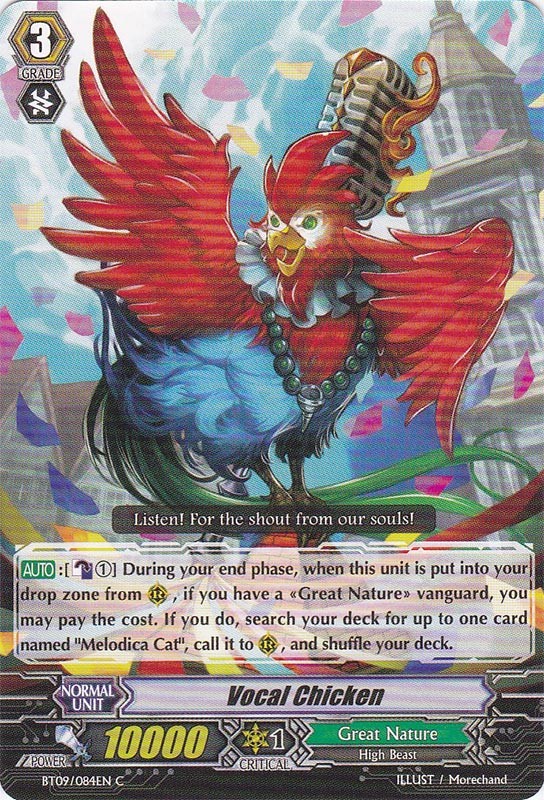 3
GRADE
Listen! For the shout from our souls!
AUTO :[ ①] During your end phase, when this unit is put into your
drop zone from R , if you have a «Great Nature» vanguard, you
may pay the cost. If you do, search your deck for up to one card
named "Melodica Cat", call it to R , and shuffle your deck.
NORMAL
UNIT
Vocal Chicken
POWER 10000
1
CRITICAL
Great Nature
High Beast
BT09/084EN C
ILLUST / Morechand